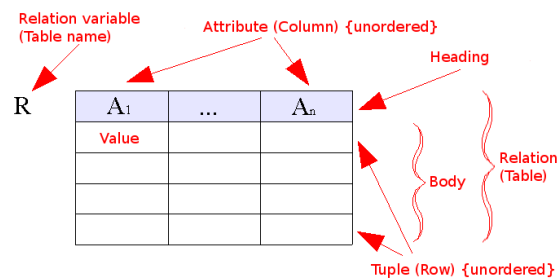 Relation variable
(Table name)
Attribute (Column) {unordered}
Heading
R
A1
...
An
Value
Relation
(Table)
Body
Tuple (Row) {unordered}